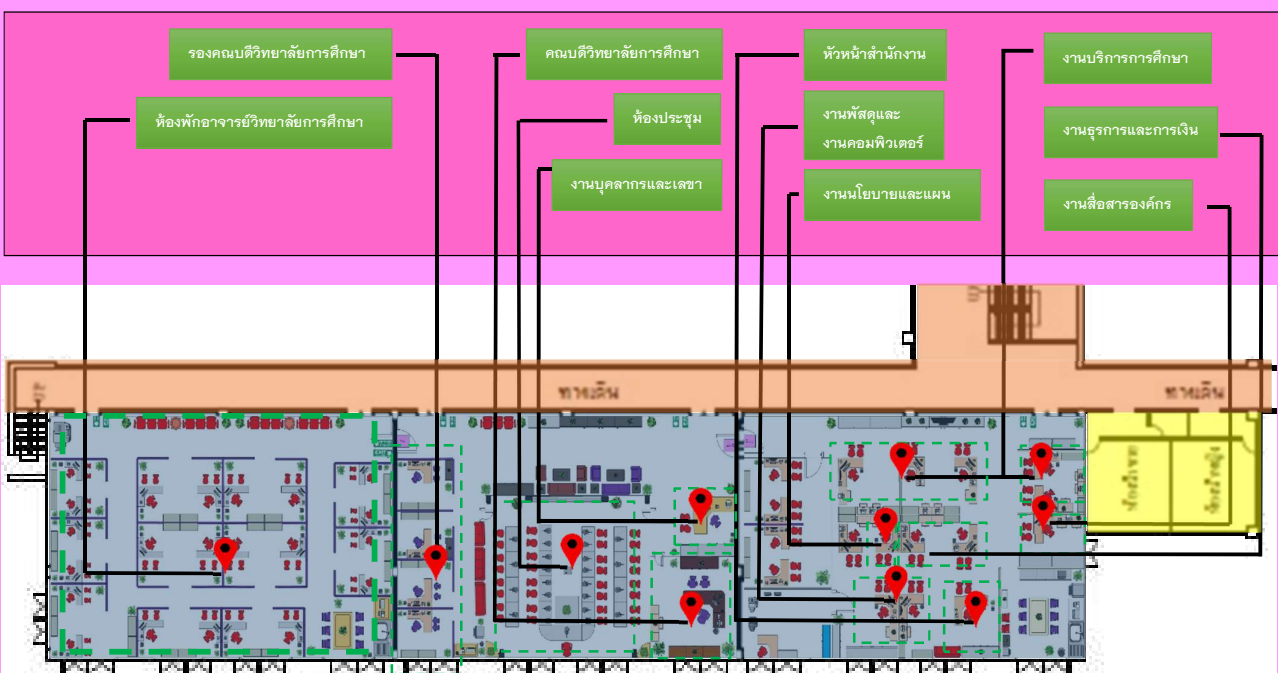 รองคณบดีวิทยาลัยการศึกษา
ห้องพักอาจารย์วิทยาลัยการศึกษา
คณบดีวิทยาลัยการศึกษา
ห้องประชุม
งานบุคลากรและเลขา
หัวหน้าสำนักงาน
งานพัสดุและ
งานคอมพิวเตอร์
งานนโยบายและแผน
งานบริการการศึกษา
งานธุรการและการเงิน
งานสื่อสารองค์กร
ทางเดิน
ทางเดิน
UP